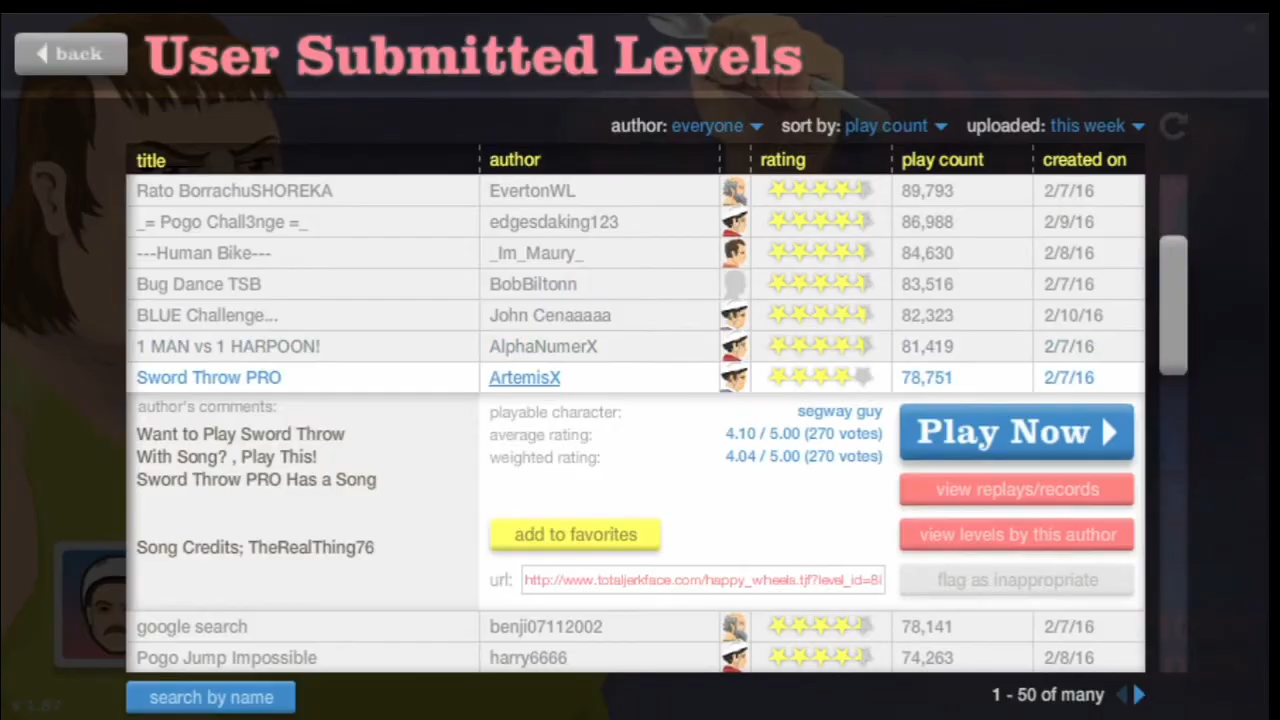 back
User Submitted Levels
author: everyone sort by: play count uploaded: this week
title author rating play count created on
Rato BorrachuSHOREKA EvertonWL 89,793 2/7/16
_= Pogo Chall3nge =_ edgesdaking123 86,988 2/9/16
---Human Bike--- _Im_Maury_ 84,630 2/8/16
Bug Dance TSB BobBiltonn 83,516 2/7/16
BLUE Challenge... John Cenaaaaa 82,323 2/10/16
1 MAN vs 1 HARPOON! AlphaNumerX 81,419 2/7/16
Sword Throw PRO ArtemisX 78,751 2/7/16
author's comments:
Want to Play Sword Throw
With Song? , Play This!
Sword Throw PRO Has a Song
Song Credits; TheRealThing76
playable character: segway guy
average rating: 4.10 / 5.00 (270 votes)
weighted rating: 4.04 / 5.00 (270 votes)
add to favorites
url: http://www.totaljerkface.com/happy_wheels.tjf?level_id=8
Play Now
view replays/records
view levels by this author
flag as inappropriate
google search benji07112002 78,141 2/7/16
Pogo Jump Impossible harry6666 74,263 2/8/16
search by name
1 - 50 of many